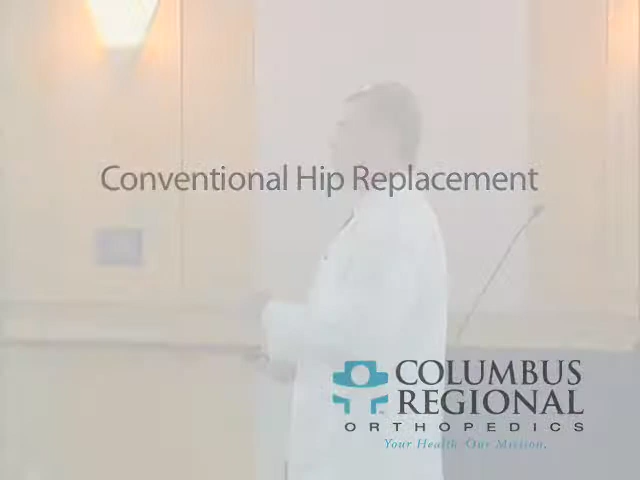 Conventional Hip Replacement
COLUMBUS
REGIONAL
ORTHOPEDICS
Your Health. Our Mission.